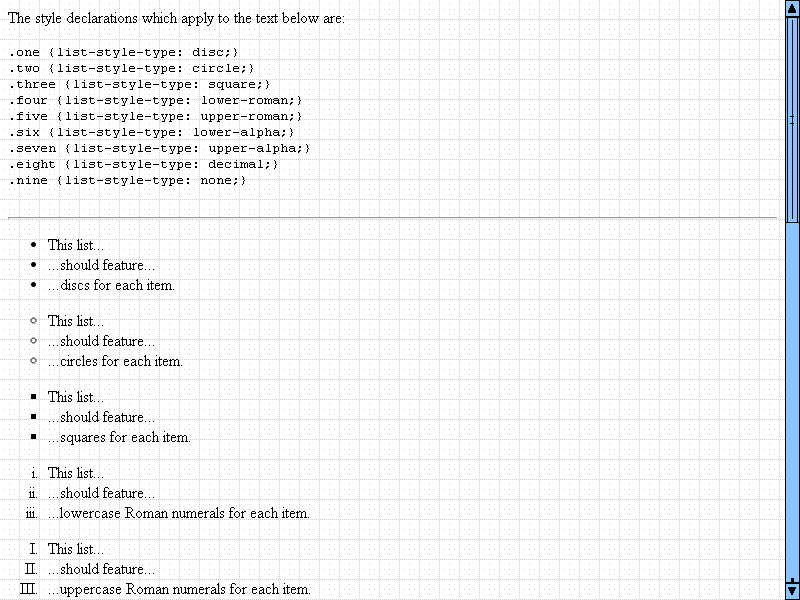 The style declarations which apply to the text below are:
.one {list-style-type: disc;}
.two {list-style-type: circle;}
.three {list-style-type: square;}
.four {list-style-type: lower-roman;}
.five {list-style-type: upper-roman;}
.six {list-style-type: lower-alpha;}
.seven {list-style-type: upper-alpha;}
.eight {list-style-type: decimal;}
.nine {list-style-type: none;}
• This list...
• ...should feature...
• ...discs for each item.
◦ This list...
◦ ...should feature...
◦ ...circles for each item.
▪ This list...
▪ ...should feature...
▪ ...squares for each item.
i. This list...
ii. ...should feature...
iii. ...lowercase Roman numerals for each item.
I. This list...
II. ...should feature...
III. ...uppercase Roman numerals for each item.